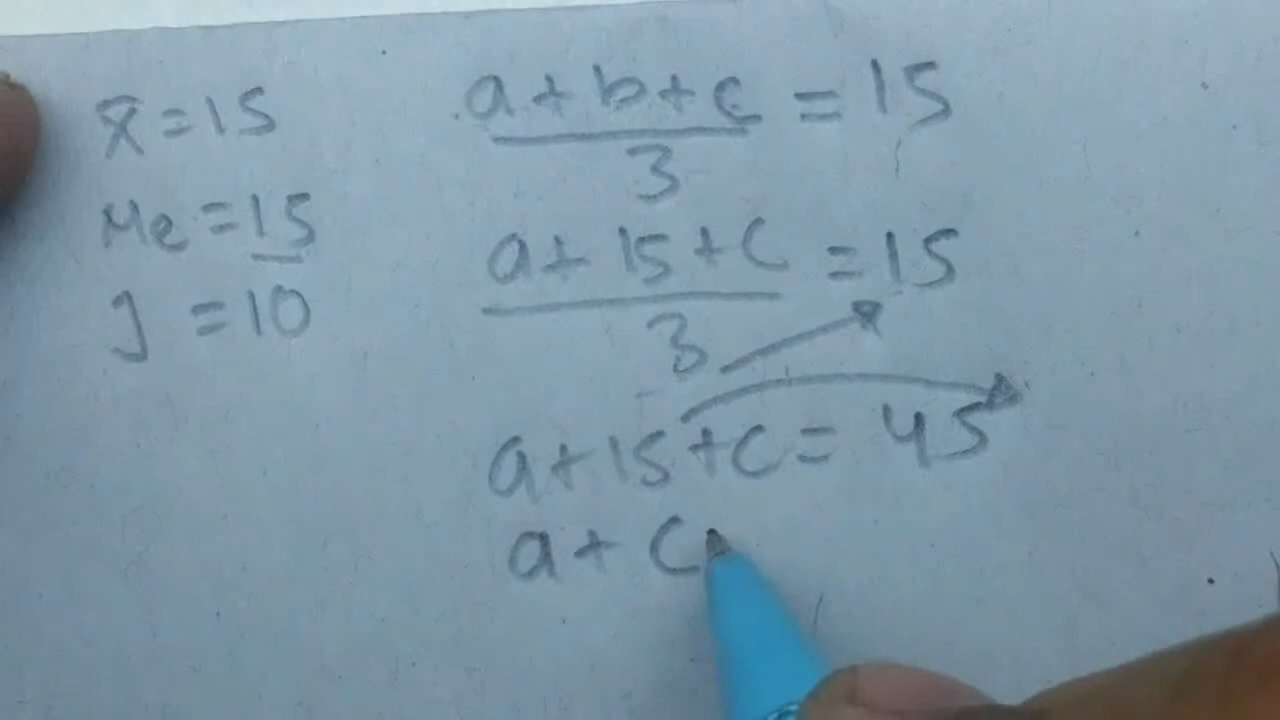 x̄ = 15
Me = 15
J = 10
a + b + c = 15
3
a + 15 + c = 15
3
a + 15 + c = 45
a + c